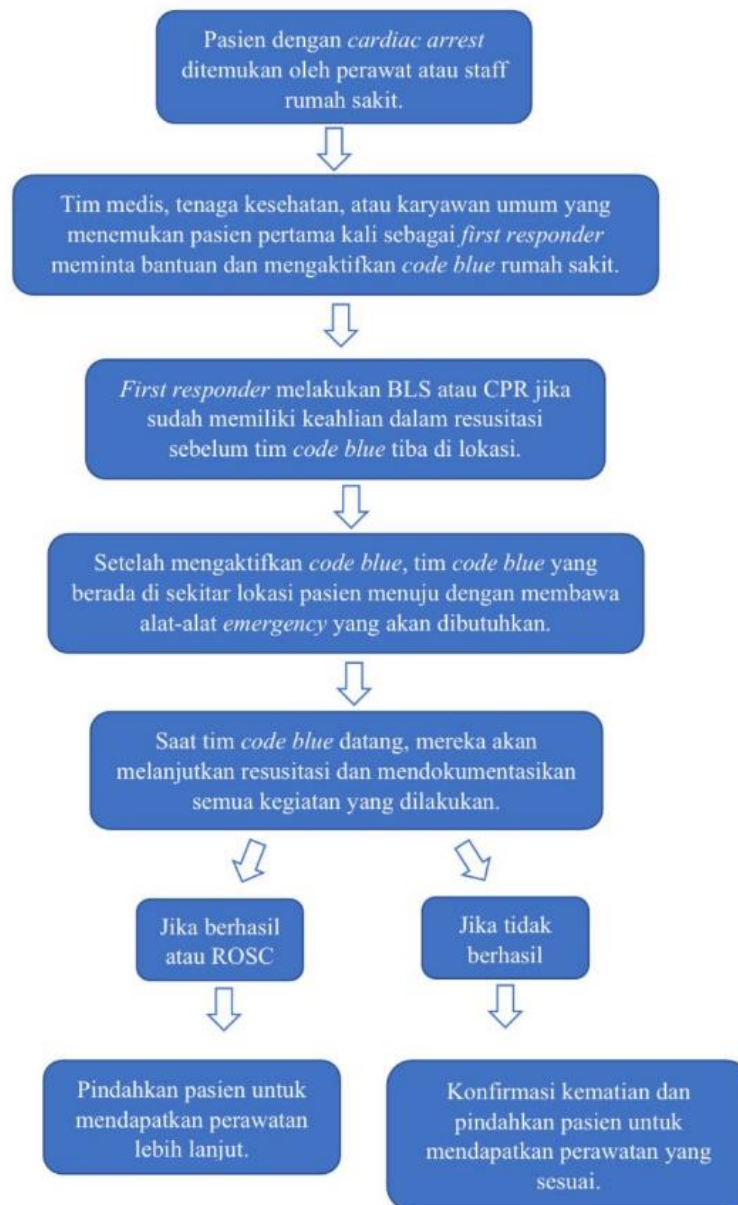 Pasien dengan cardiac arrest
ditemukan oleh perawat atau staff
rumah sakit.
Tim medis, tenaga kesehatan, atau karyawan umum yang
menemukan pasien pertama kali sebagai first responder
meminta bantuan dan mengaktifkan code blue rumah sakit.
First responder melakukan BLS atau CPR jika
sudah memiliki keahlian dalam resusitasi
sebelum tim code blue tiba di lokasi.
Setelah mengaktifkan code blue, tim code blue yang
berada di sekitar lokasi pasien menuju dengan membawa
alat-alat emergency yang akan dibutuhkan.
Saat tim code blue datang, mereka akan
melanjutkan resusitasi dan mendokumentasikan
semua kegiatan yang dilakukan.
Jika berhasil
atau ROSC
Jika tidak
berhasil
Pindahkan pasien untuk
mendapatkan perawatan
lebih lanjut.
Konfirmasi kematian dan
pindahkan pasien untuk
mendapatkan perawatan yang
sesuai.